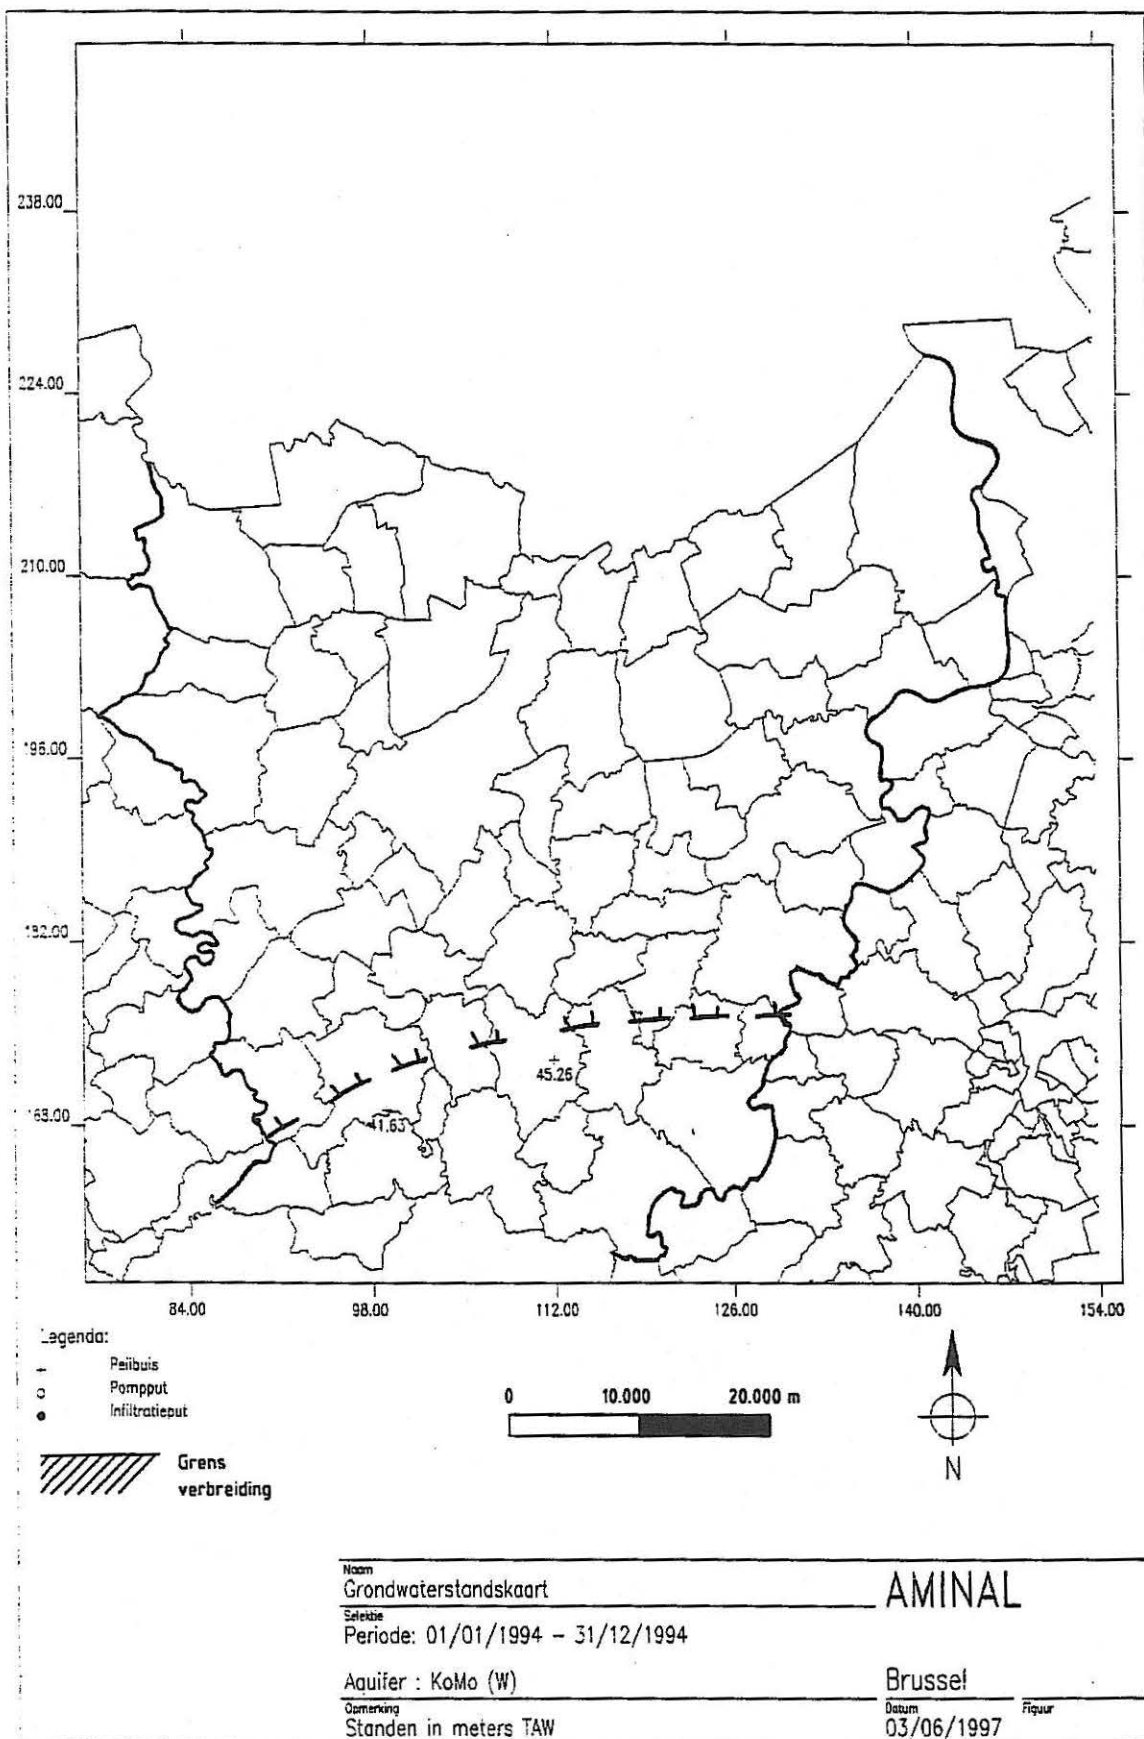 238.00
224.00
210.00
196.00
182.00
168.00
45.26
41.63
84.00 98.00 112.00 126.00 140.00 154.00
Legenda:
Peilbuis
Pompput
Infiltratieput
0 10.000 20.000 m
Grens
verbreiding
N
Naam
Grondwaterstandskaart
AMINAL
Selektie
Periode: 01/01/1994 - 31/12/1994
Aquifer : KoMo (W)
Brussel
Opmerking
Standen in meters TAW
Datum
03/06/1997
Figuur